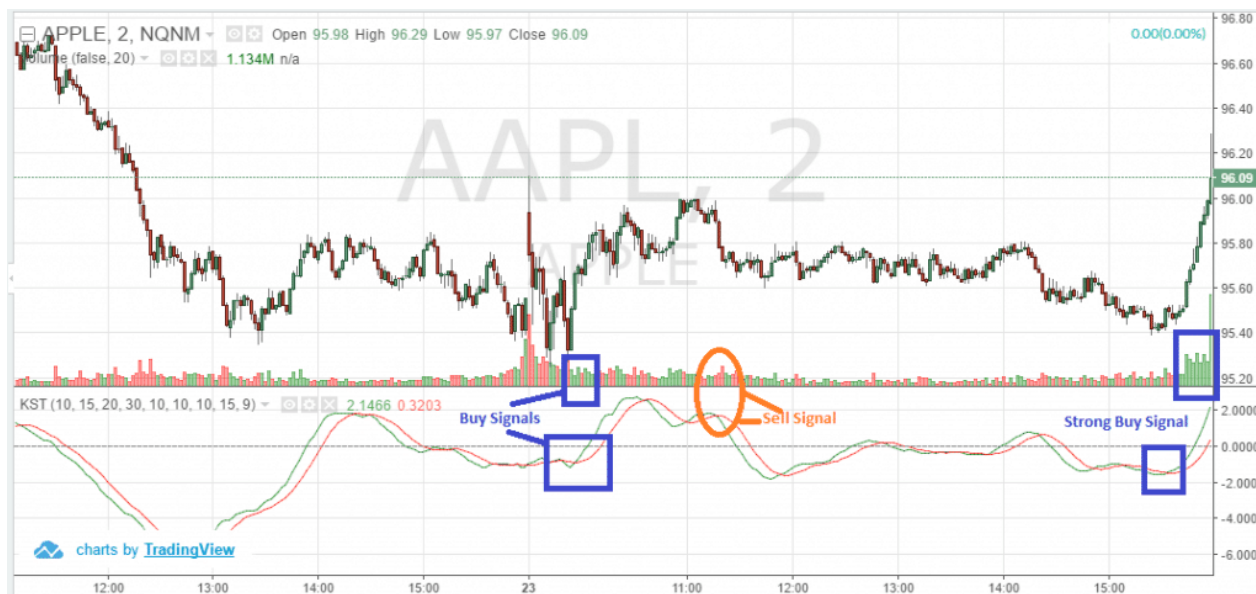 APPLE, 2, NQNM Open 95.98 High 96.29 Low 95.97 Close 96.09
0.00(0.00%)
Volume (false, 20) 1.134M n/a
AAPL, 2
APPLE
96.80
96.60
96.40
96.20
96.09
96.00
95.80
95.60
95.40
95.20
KST (10, 15, 20, 30, 10, 10, 10, 15, 9) 2.1466 0.3203
Buy Signals
Sell Signal
Strong Buy Signal
2.0000
0.0000
-2.0000
-4.0000
-6.0000
charts by TradingView
12:00 13:00 14:00 15:00 23 11:00 12:00 13:00 14:00 15:00